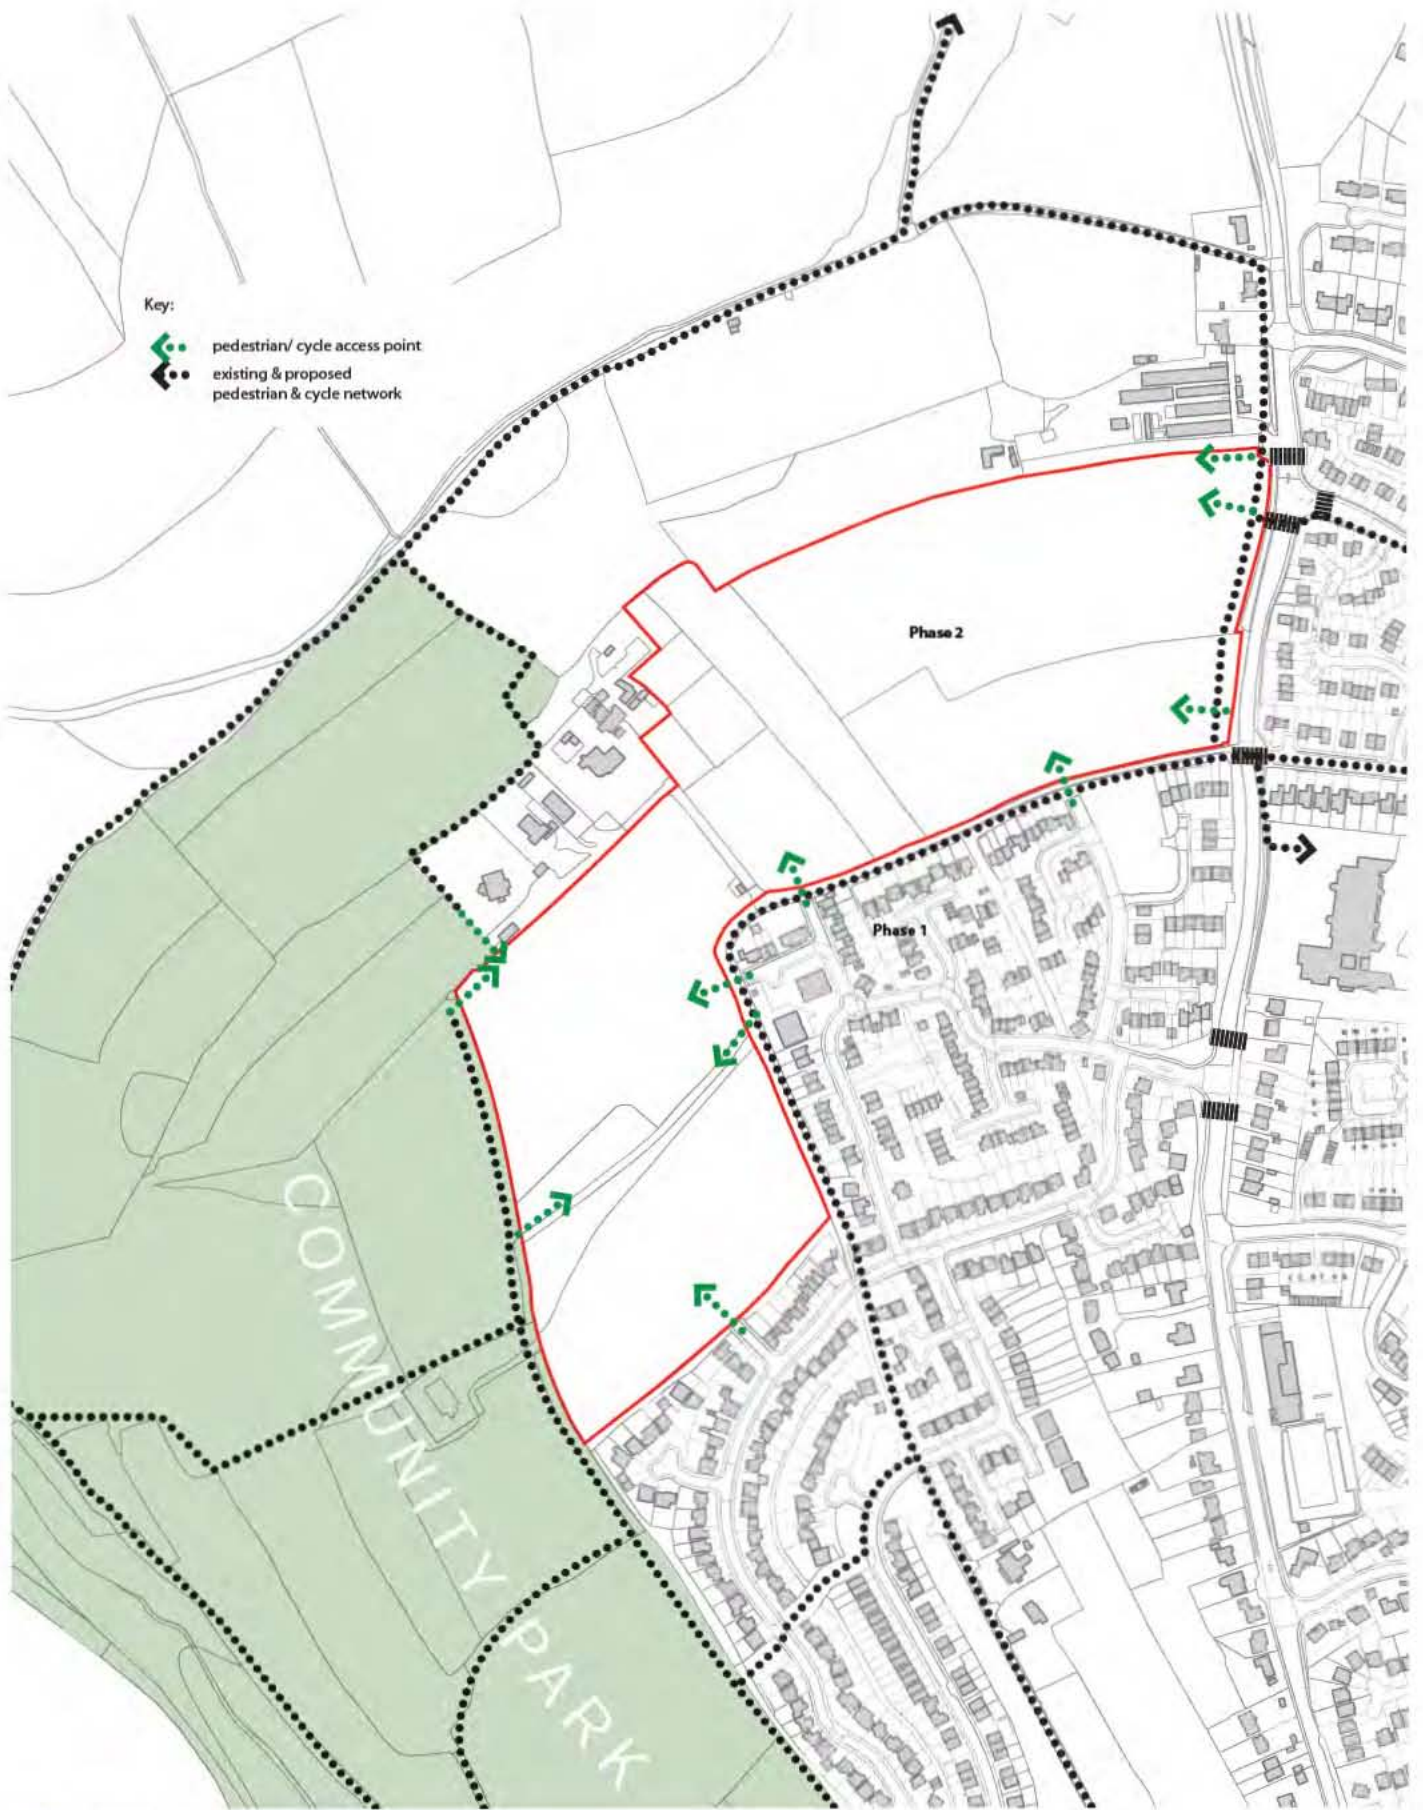 Key:
pedestrian/ cycle access point
existing & proposed
pedestrian & cycle network
Phase 2
Phase 1
COMMUNITY PARK